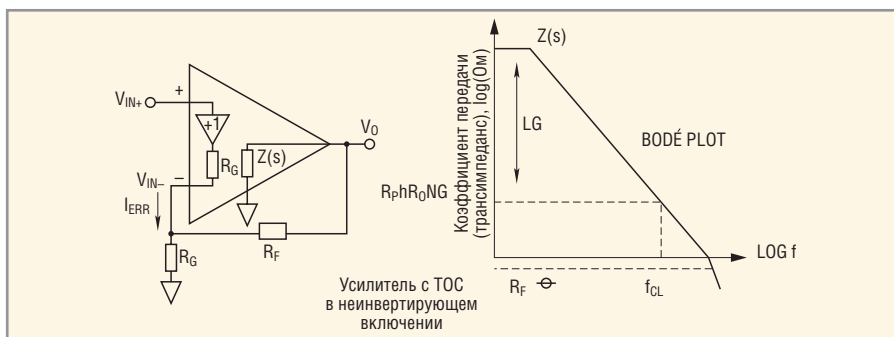 V_IN+
+
+1
R_G
Z(s)
V_O
V_IN–
–
I_ERR
R_F
R_G
Усилитель с ТОС
в неинвертирующем
включении
Коэффициент передачи
(трансимпеданс), log(Ом)
Z(s)
LG
BODÉ PLOT
R_PhR_ONG
LOG f
R_F
f_CL